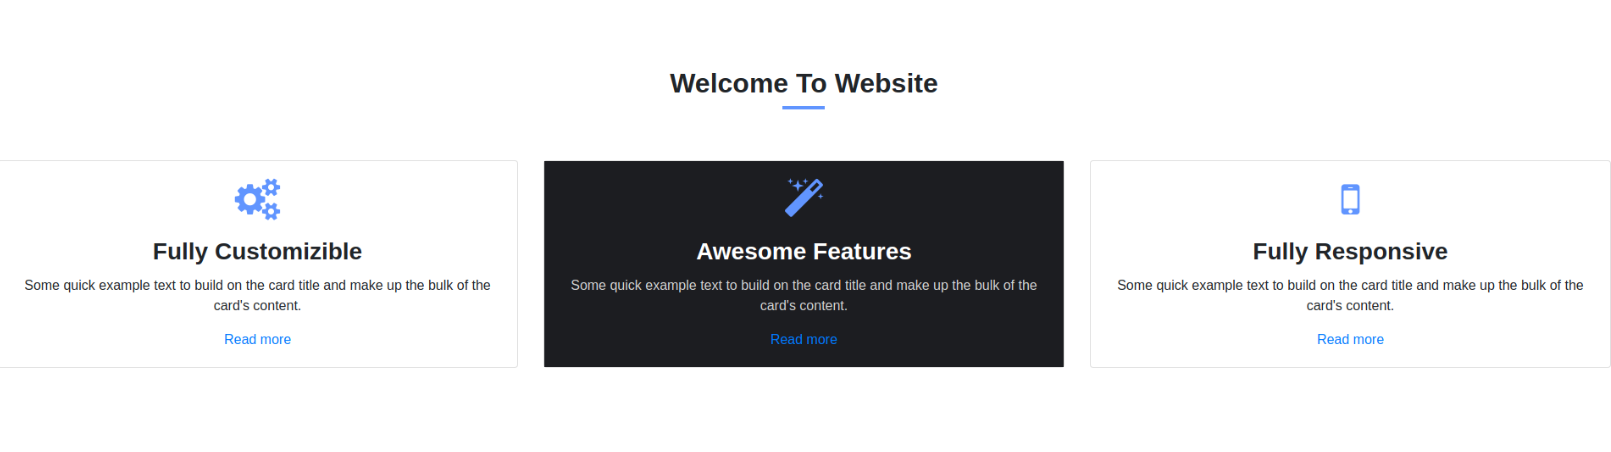 Welcome To Website
Fully Customizible
Some quick example text to build on the card title and make up the bulk of the
card's content.
Read more
Awesome Features
Some quick example text to build on the card title and make up the bulk of the
card's content.
Read more
Fully Responsive
Some quick example text to build on the card title and make up the bulk of the
card's content.
Read more